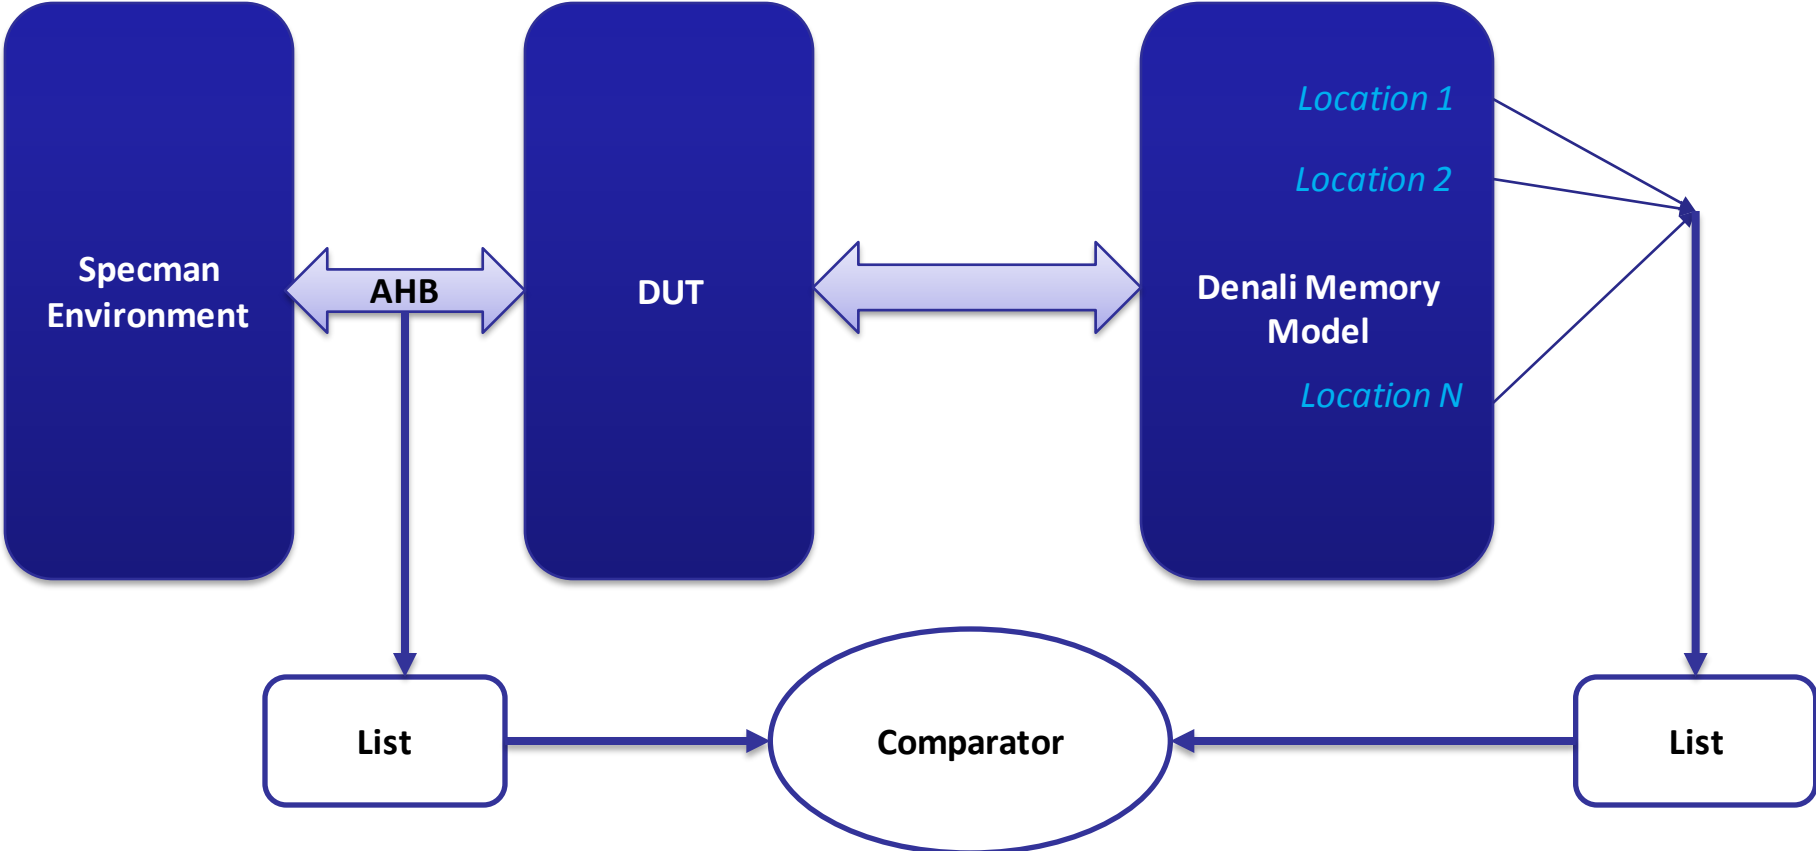 Specman
Environment
AHB
DUT
Location 1
Location 2
Denali Memory
Model
Location N
List
Comparator
List